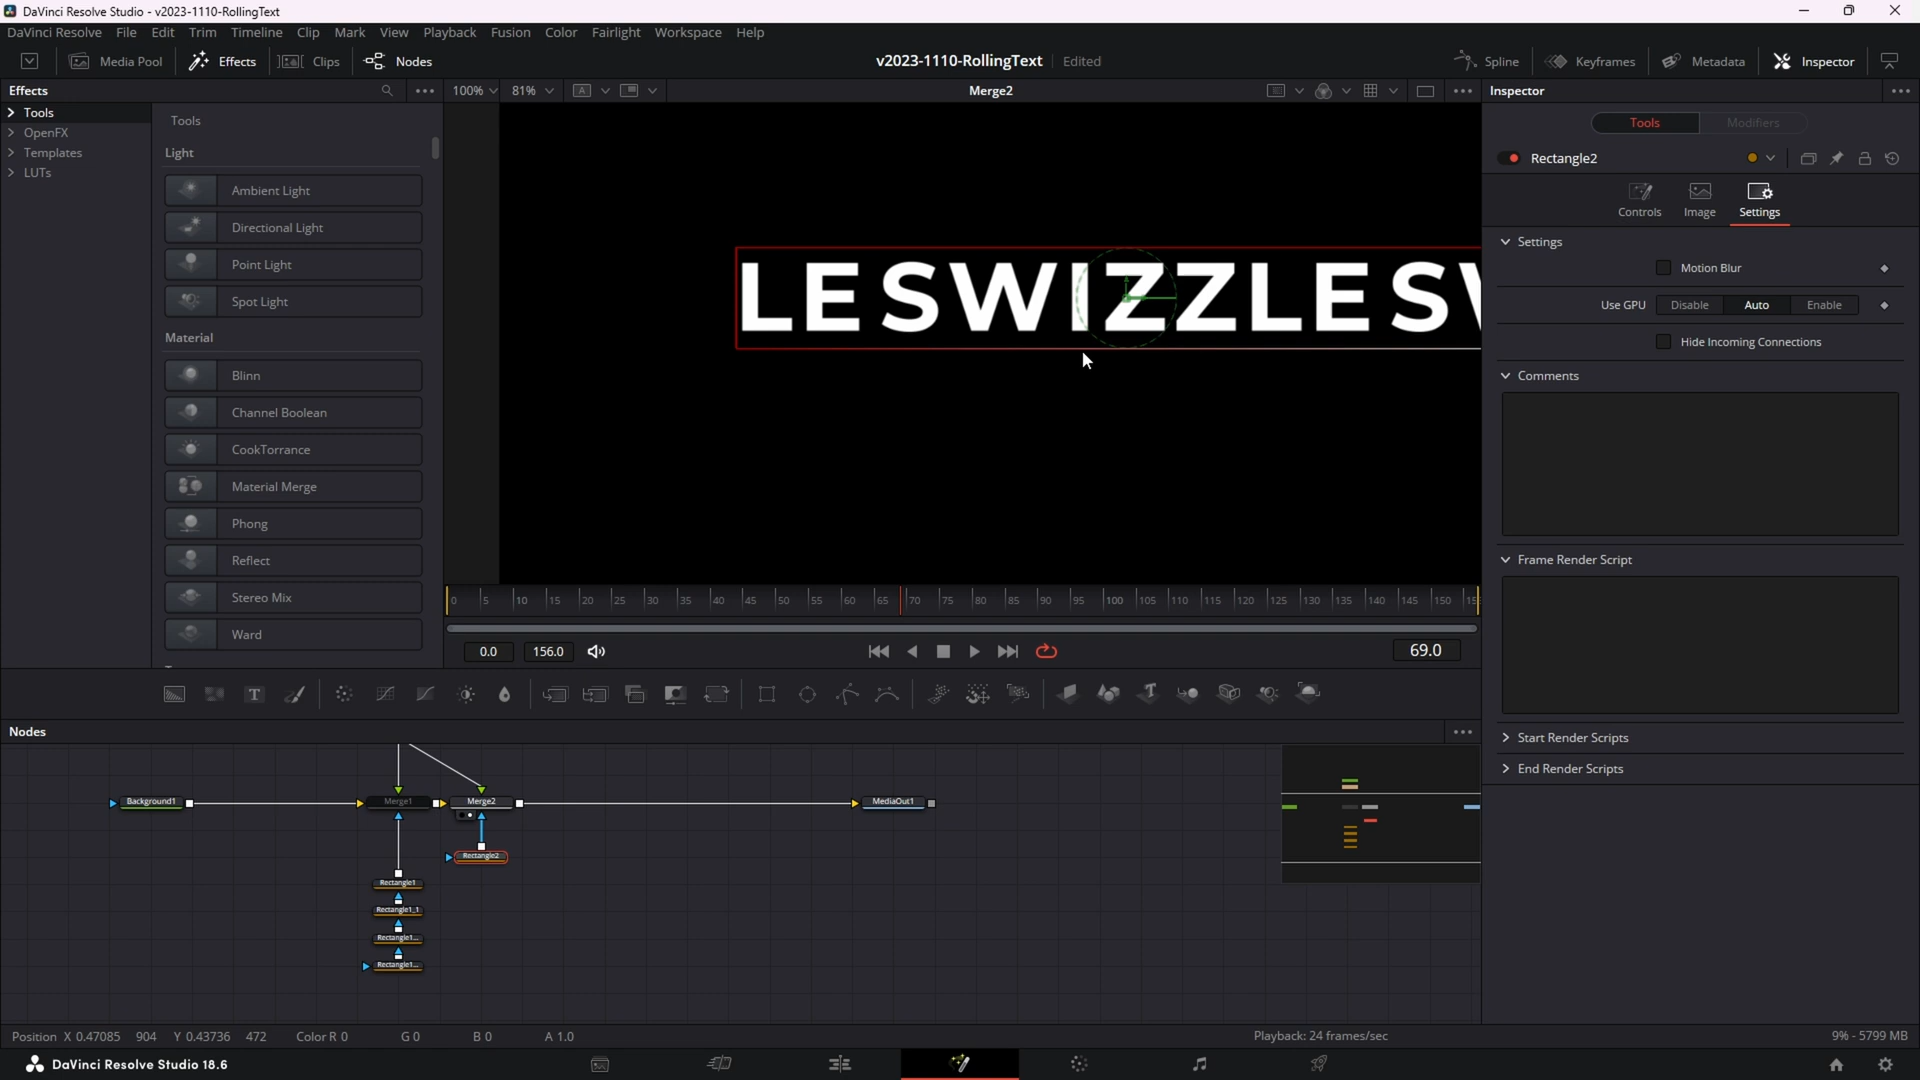 DaVinci Resolve Studio - v2023-1110-RollingText
DaVinci Resolve File Edit Trim Timeline Clip Mark View Playback Fusion Color Fairlight Workspace Help
Media Pool Effects Clips Nodes v2023-1110-RollingText Edited Spline Keyframes Metadata Inspector
Effects 100% 81% A Merge2 Inspector
Tools
OpenFX
Templates
LUTs
Tools
Light
Ambient Light
Directional Light
Point Light
Spot Light
Material
Blinn
Channel Boolean
CookTorrance
Material Merge
Phong
Reflect
Stereo Mix
Ward
LESWIZZLES
0 5 10 15 20 25 30 35 40 45 50 55 60 65 70 75 80 85 90 95 100 105 110 115 120 125 130 135 140 145 150
0.0 156.0 69.0
Tools Modifiers
Rectangle2
Controls Image Settings
Settings
Motion Blur
Use GPU Disable Auto Enable
Hide Incoming Connections
Comments
Frame Render Script
Start Render Scripts
End Render Scripts
T T
Nodes
Background1 Merge1 Merge2 MediaOut1
Rectangle2
Rectangle1
Rectangle1_1
Rectangle1...
Rectangle1...
Position X 0.47085 904 Y 0.43736 472 Color R 0 G 0 B 0 A 1.0 Playback: 24 frames/sec 9% - 5799 MB
DaVinci Resolve Studio 18.6